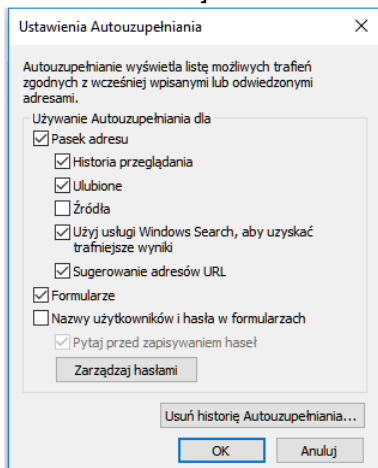 Ustawienia Autouzupełniania
Autouzupełnianie wyświetla listę możliwych trafień
zgodnych z wcześniej wpisanymi lub odwiedzonymi
adresami.
Używanie Autouzupełniania dla
Pasek adresu
Historia przeglądania
Ulubione
Źródła
Użyj usługi Windows Search, aby uzyskać
trafniejsze wyniki
Sugerowanie adresów URL
Formularze
Nazwy użytkowników i hasła w formularzach
Pytaj przed zapisywaniem haseł
Zarządzaj hasłami
Usuń historię Autouzupełniania...
OK Anuluj